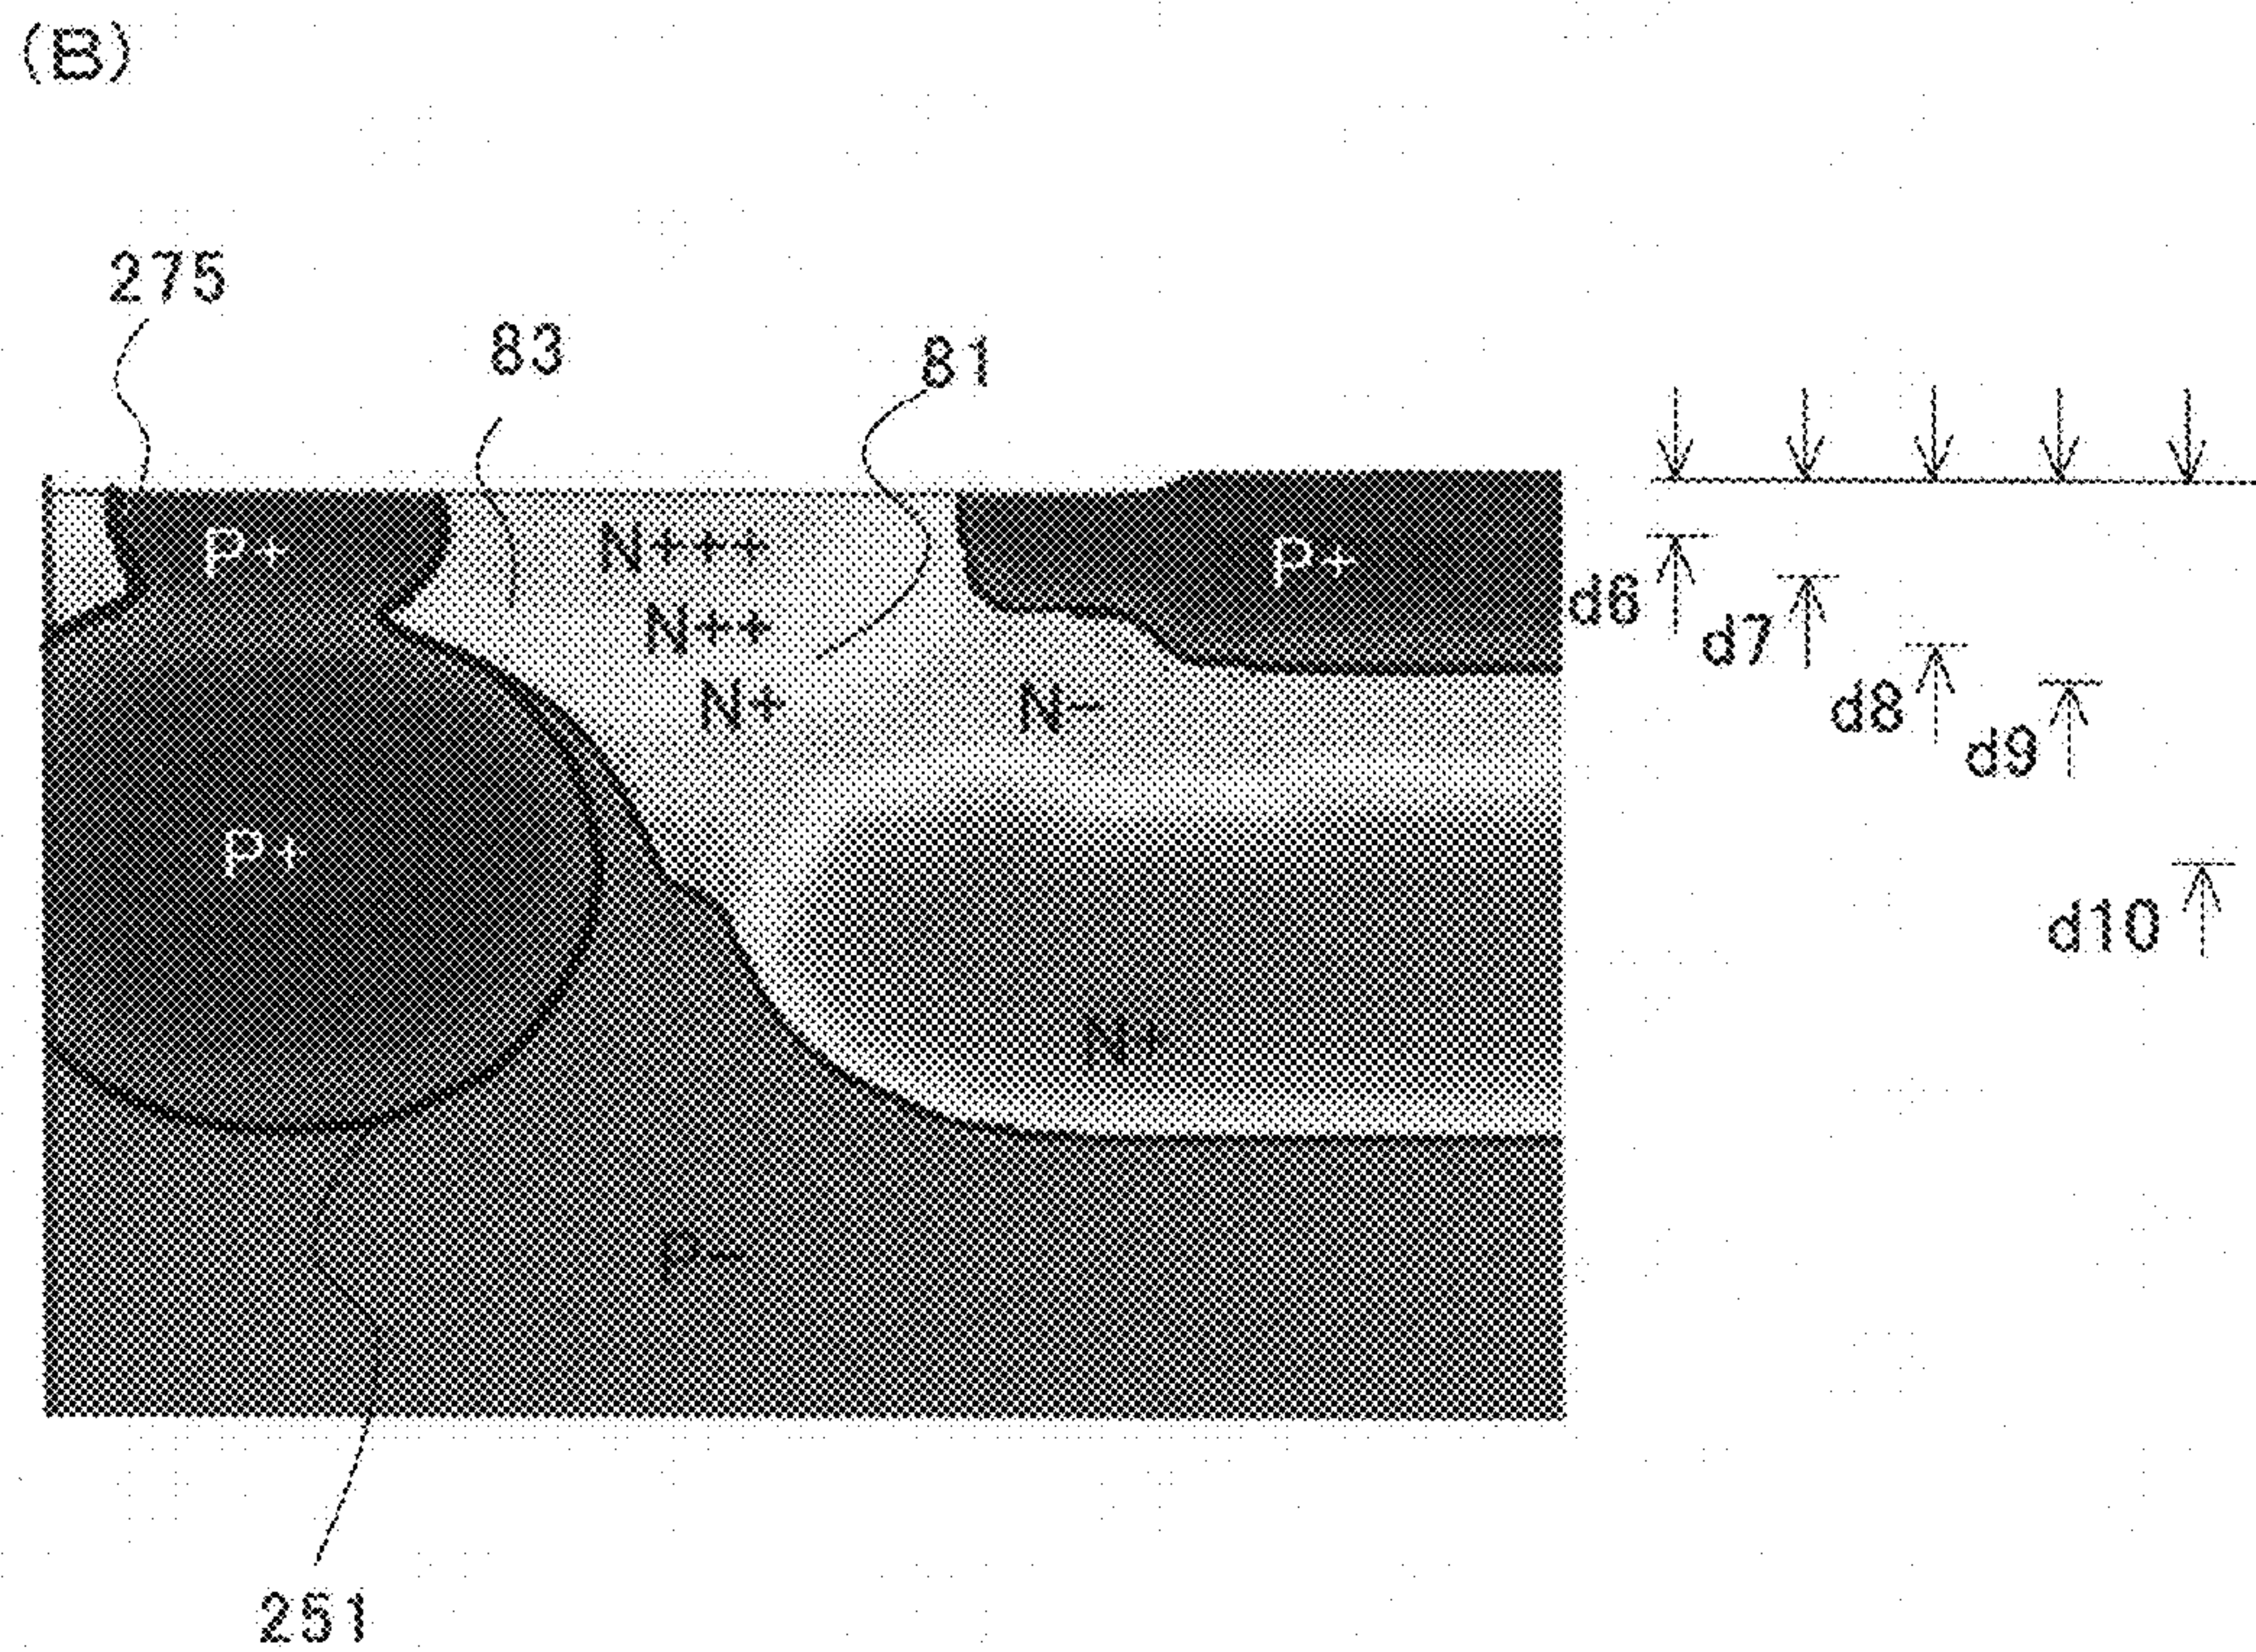 (B)
275
83
81
P+
N+++
P+
N++
d6
d7
N+
N-
d8
d9
P+
d10
N+
P-
251